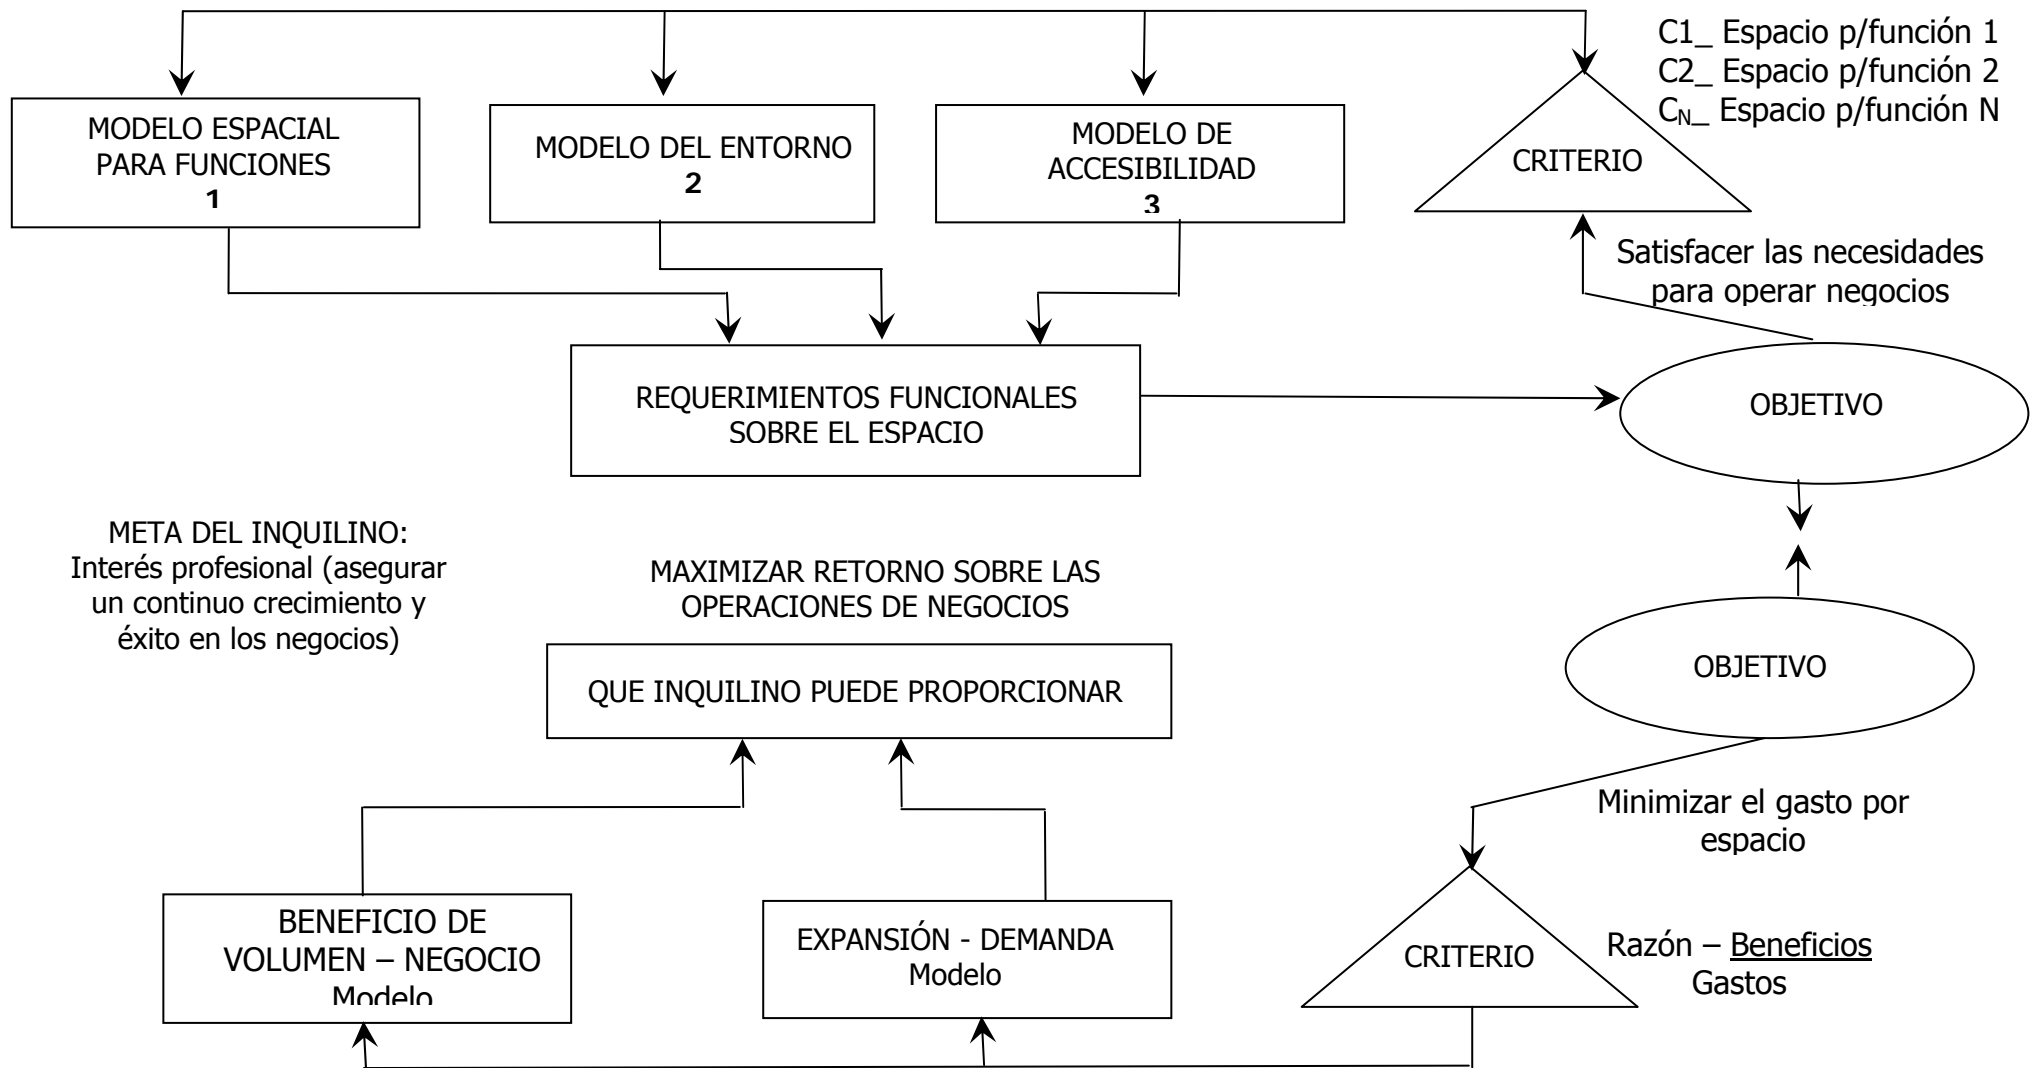 C1_ Espacio p/función 1
C2_ Espacio p/función 2
CN_ Espacio p/función N
MODELO ESPACIAL
PARA FUNCIONES
1
MODELO DEL ENTORNO
2
MODELO DE
ACCESIBILIDAD
3
CRITERIO
Satisfacer las necesidades
para operar negocios
REQUERIMIENTOS FUNCIONALES
SOBRE EL ESPACIO
OBJETIVO
META DEL INQUILINO:
Interés profesional (asegurar
un continuo crecimiento y
éxito en los negocios)
MAXIMIZAR RETORNO SOBRE LAS
OPERACIONES DE NEGOCIOS
QUE INQUILINO PUEDE PROPORCIONAR
OBJETIVO
Minimizar el gasto por
espacio
BENEFICIO DE
VOLUMEN – NEGOCIO
Modelo
EXPANSIÓN - DEMANDA
Modelo
CRITERIO
Razón – Beneficios
Gastos